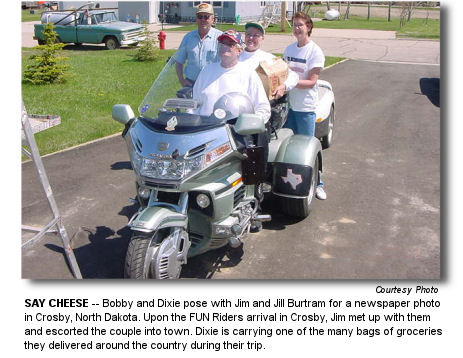 Courtesy Photo
SAY CHEESE -- Bobby and Dixie pose with Jim and Jill Burtram for a newspaper photo
in Crosby, North Dakota. Upon the FUN Riders arrival in Crosby, Jim met up with them
and escorted the couple into town. Dixie is carrying one of the many bags of groceries
they delivered around the country during their trip.